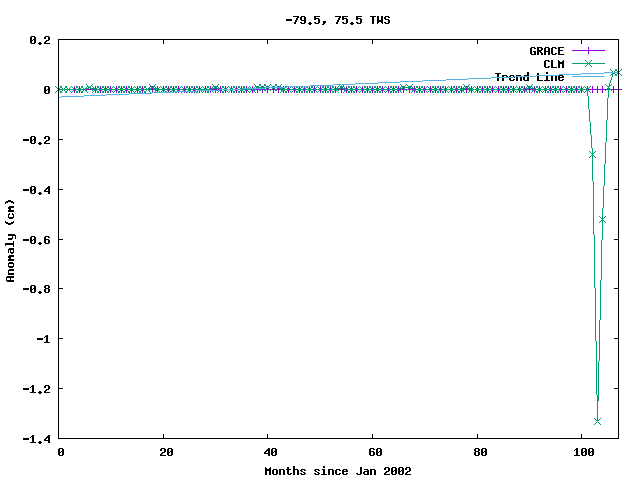 -79.5, 75.5 TWS
GRACE
CLM
Trend Line
0.2
0
-0.2
-0.4
-0.6
-0.8
-1
-1.2
-1.4
Anomaly (cm)
0 20 40 60 80 100
Months since Jan 2002